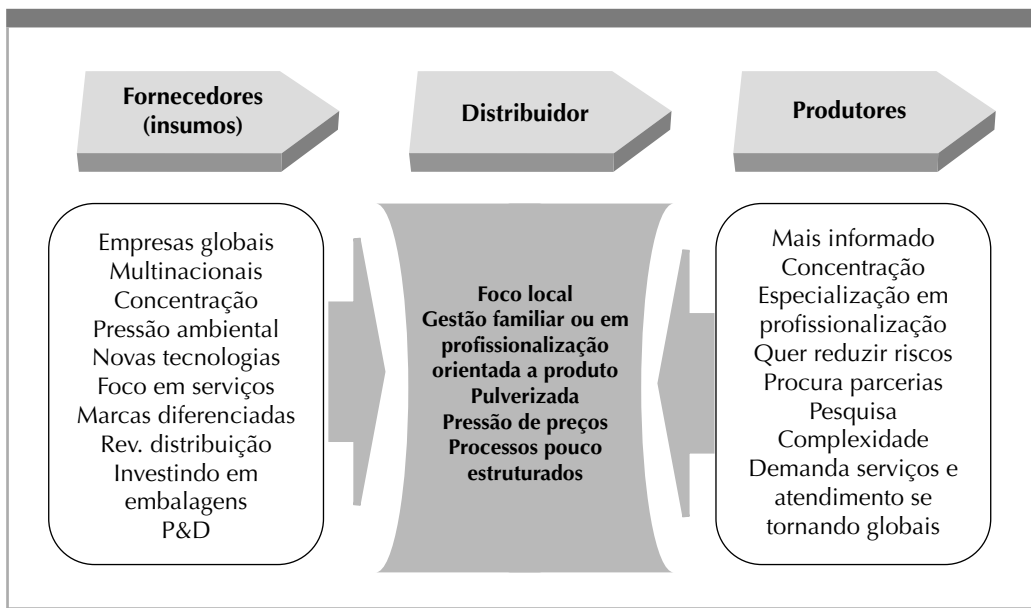 Fornecedores
(insumos)
Distribuidor
Produtores
Empresas globais
Multinacionais
Concentração
Pressão ambiental
Novas tecnologias
Foco em serviços
Marcas diferenciadas
Rev. distribuição
Investindo em
embalagens
P&D
Foco local
Gestão familiar ou em
profissionalização
orientada a produto
Pulverizada
Pressão de preços
Processos pouco
estruturados
Mais informado
Concentração
Especialização em
profissionalização
Quer reduzir riscos
Procura parcerias
Pesquisa
Complexidade
Demanda serviços e
atendimento se
tornando globais